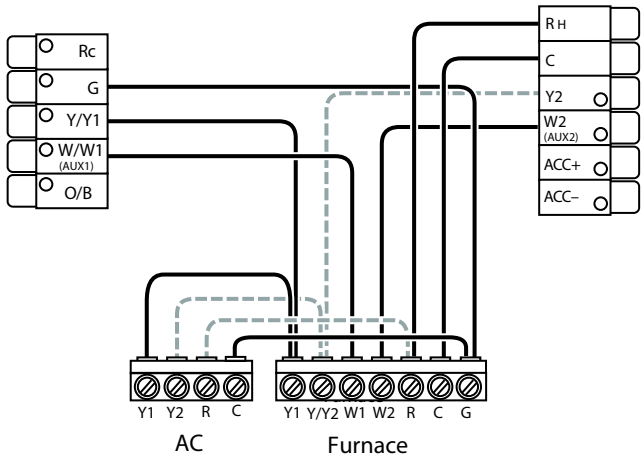 Rc
G
Y/Y1
W/W1
(AUX1)
O/B
RH
C
Y2
W2
(AUX2)
ACC+
ACC–
Y1 Y2 R C
AC
Y1 Y/Y2 W1 W2 R C G
Furnace